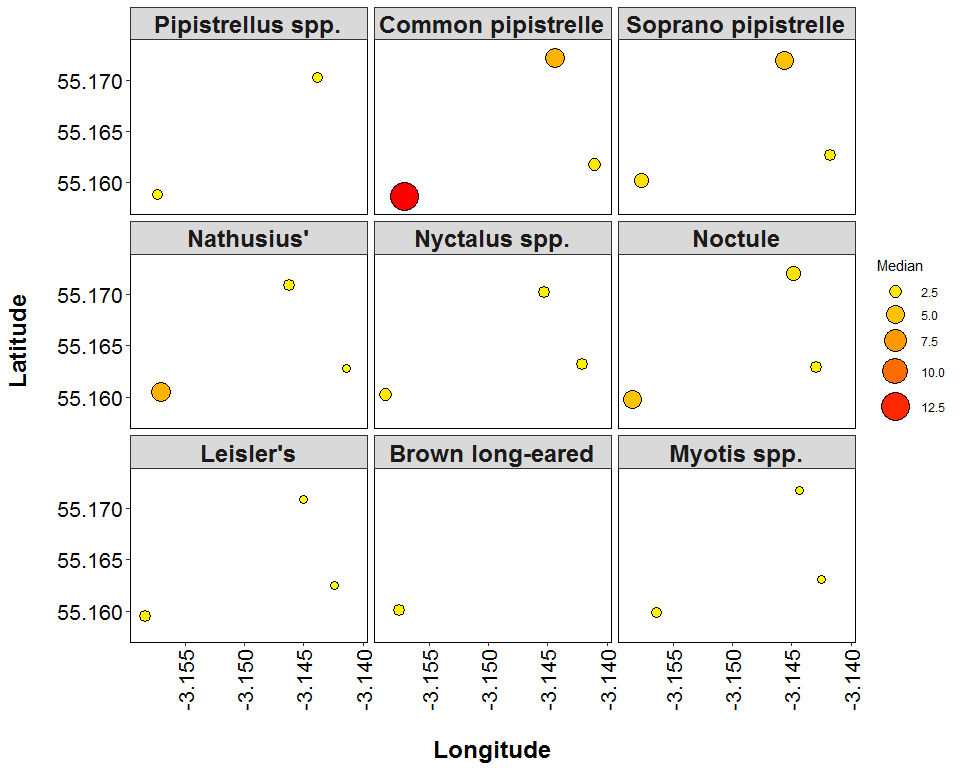 Pipistrellus spp. Common pipistrelle Soprano pipistrelle
55.170
55.165
55.160
Nathusius' Nyctalus spp. Noctule
55.170
55.165
55.160
Leisler's Brown long-eared Myotis spp.
55.170
55.165
55.160
-3.155 -3.150 -3.145 -3.140 -3.155 -3.150 -3.145 -3.140 -3.155 -3.150 -3.145 -3.140
Longitude
Latitude
Median
2.5
5.0
7.5
10.0
12.5